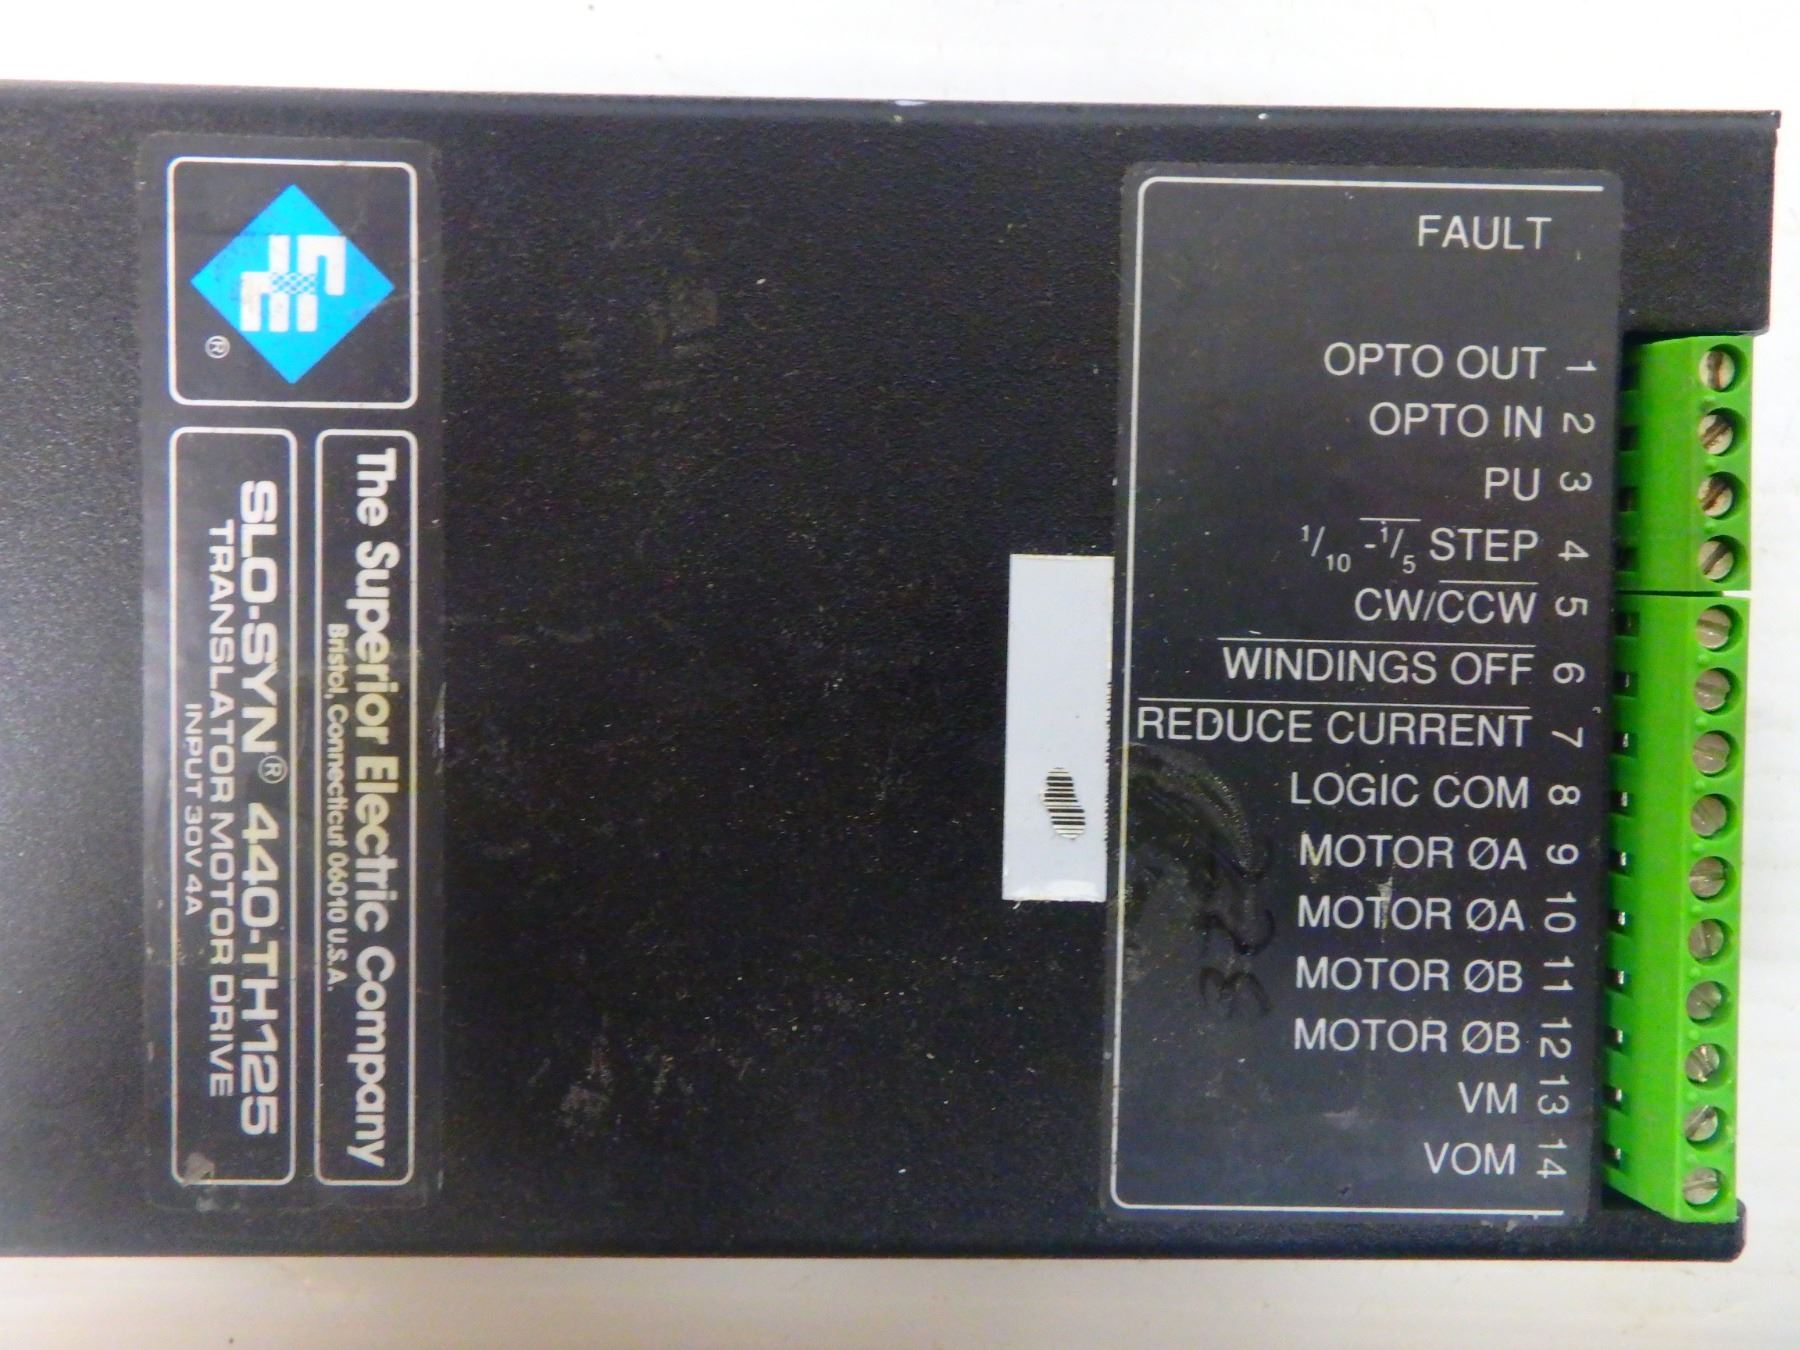 SE
®
The Superior Electric Company
Bristol, Connecticut 06010 U.S.A.
SLO-SYN® 440-TH125
TRANSLATOR MOTOR DRIVE
INPUT 30V 4A
FAULT
OPTO OUT 1
OPTO IN 2
PU 3
1/10 -1/5 STEP 4
CW/CCW 5
WINDINGS OFF 6
REDUCE CURRENT 7
LOGIC COM 8
MOTOR ØA 9
MOTOR ØA 10
MOTOR ØB 11
MOTOR ØB 12
VM 13
VOM 14